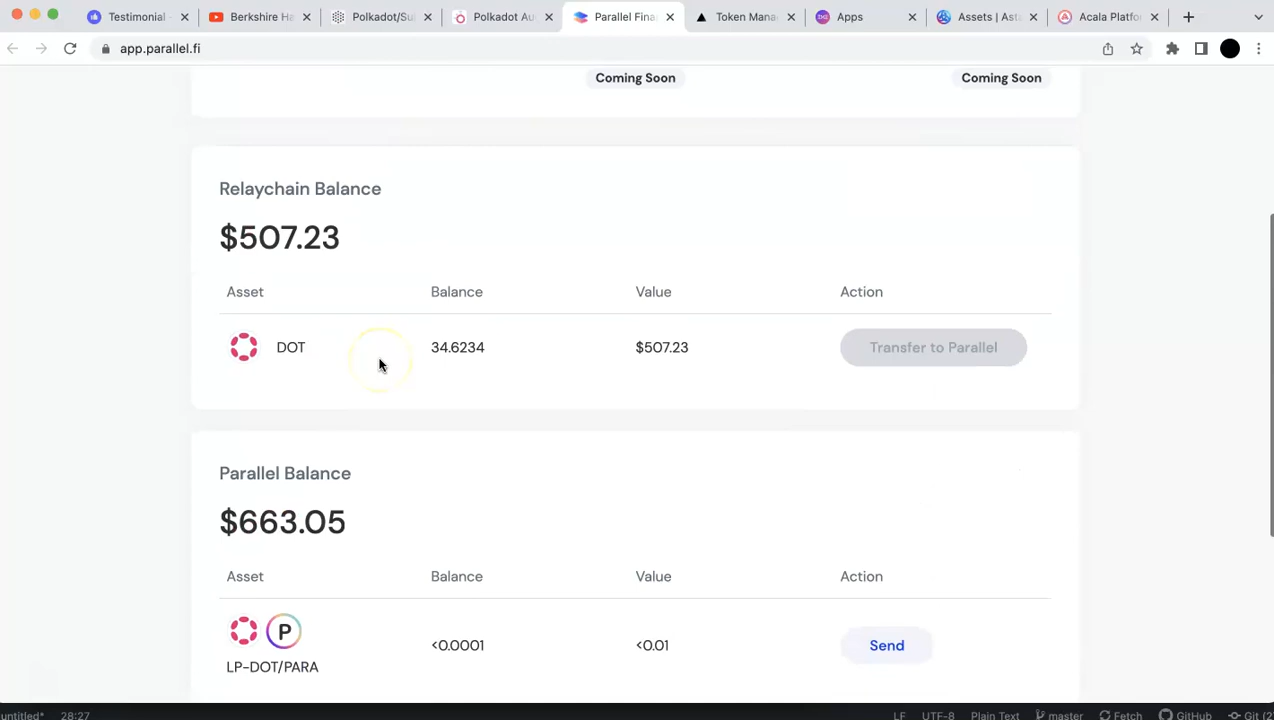 Testimonial
Berkshire Ha
Polkadot/Su
Polkadot Au
Parallel Fina
Token Mana
Apps
Assets | Ast
Acala Platfo
app.parallel.fi
Coming Soon
Coming Soon
Relaychain Balance
$507.23
Asset Balance Value Action
DOT 34.6234 $507.23 Transfer to Parallel
Parallel Balance
$663.05
Asset Balance Value Action
P
LP-DOT/PARA <0.0001 <0.01 Send
untitled* 28:27 LF UTF-8 Plain Text master Fetch GitHub Git (2